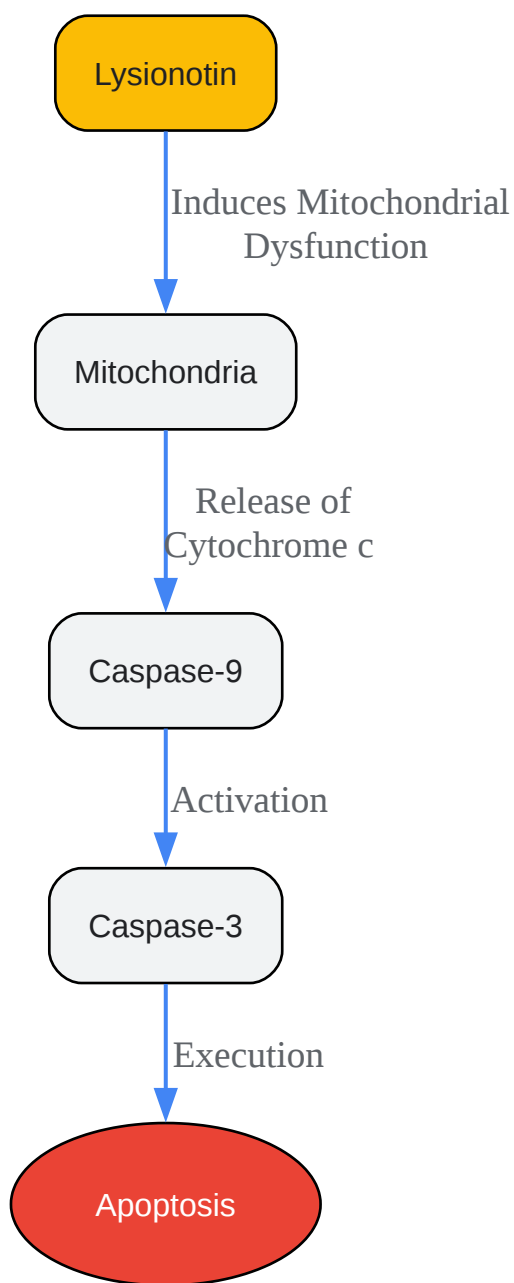 Lysionotin
Induces Mitochondrial
Dysfunction
Mitochondria
Release of
Cytochrome c
Caspase-9
Activation
Caspase-3
Execution
Apoptosis